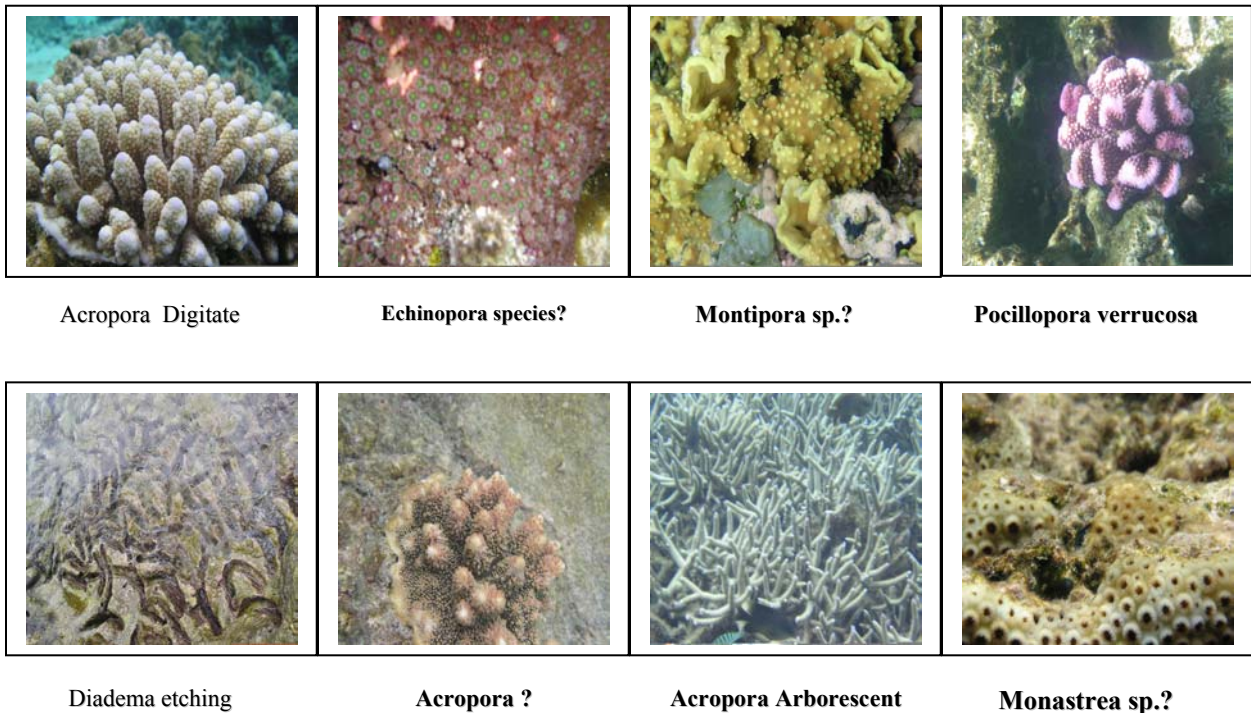 Acropora Digitate
Echinopora species?
Montipora sp.?
Pocillopora verrucosa
Diadema etching
Acropora ?
Acropora Arborescent
Monastrea sp.?